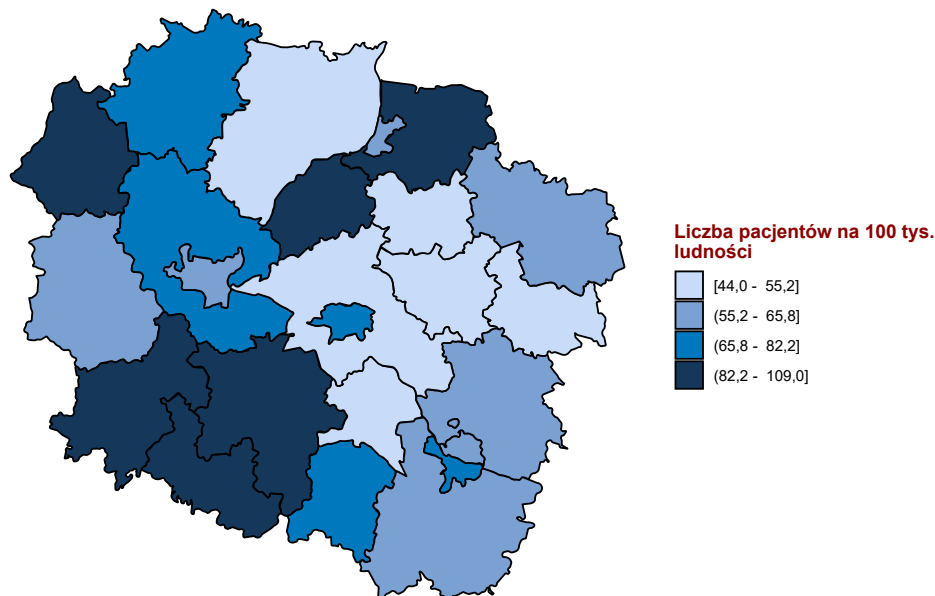 Liczba pacjentów na 100 tys.
ludności
[44,0 - 55,2]
(55,2 - 65,8]
(65,8 - 82,2]
(82,2 - 109,0]